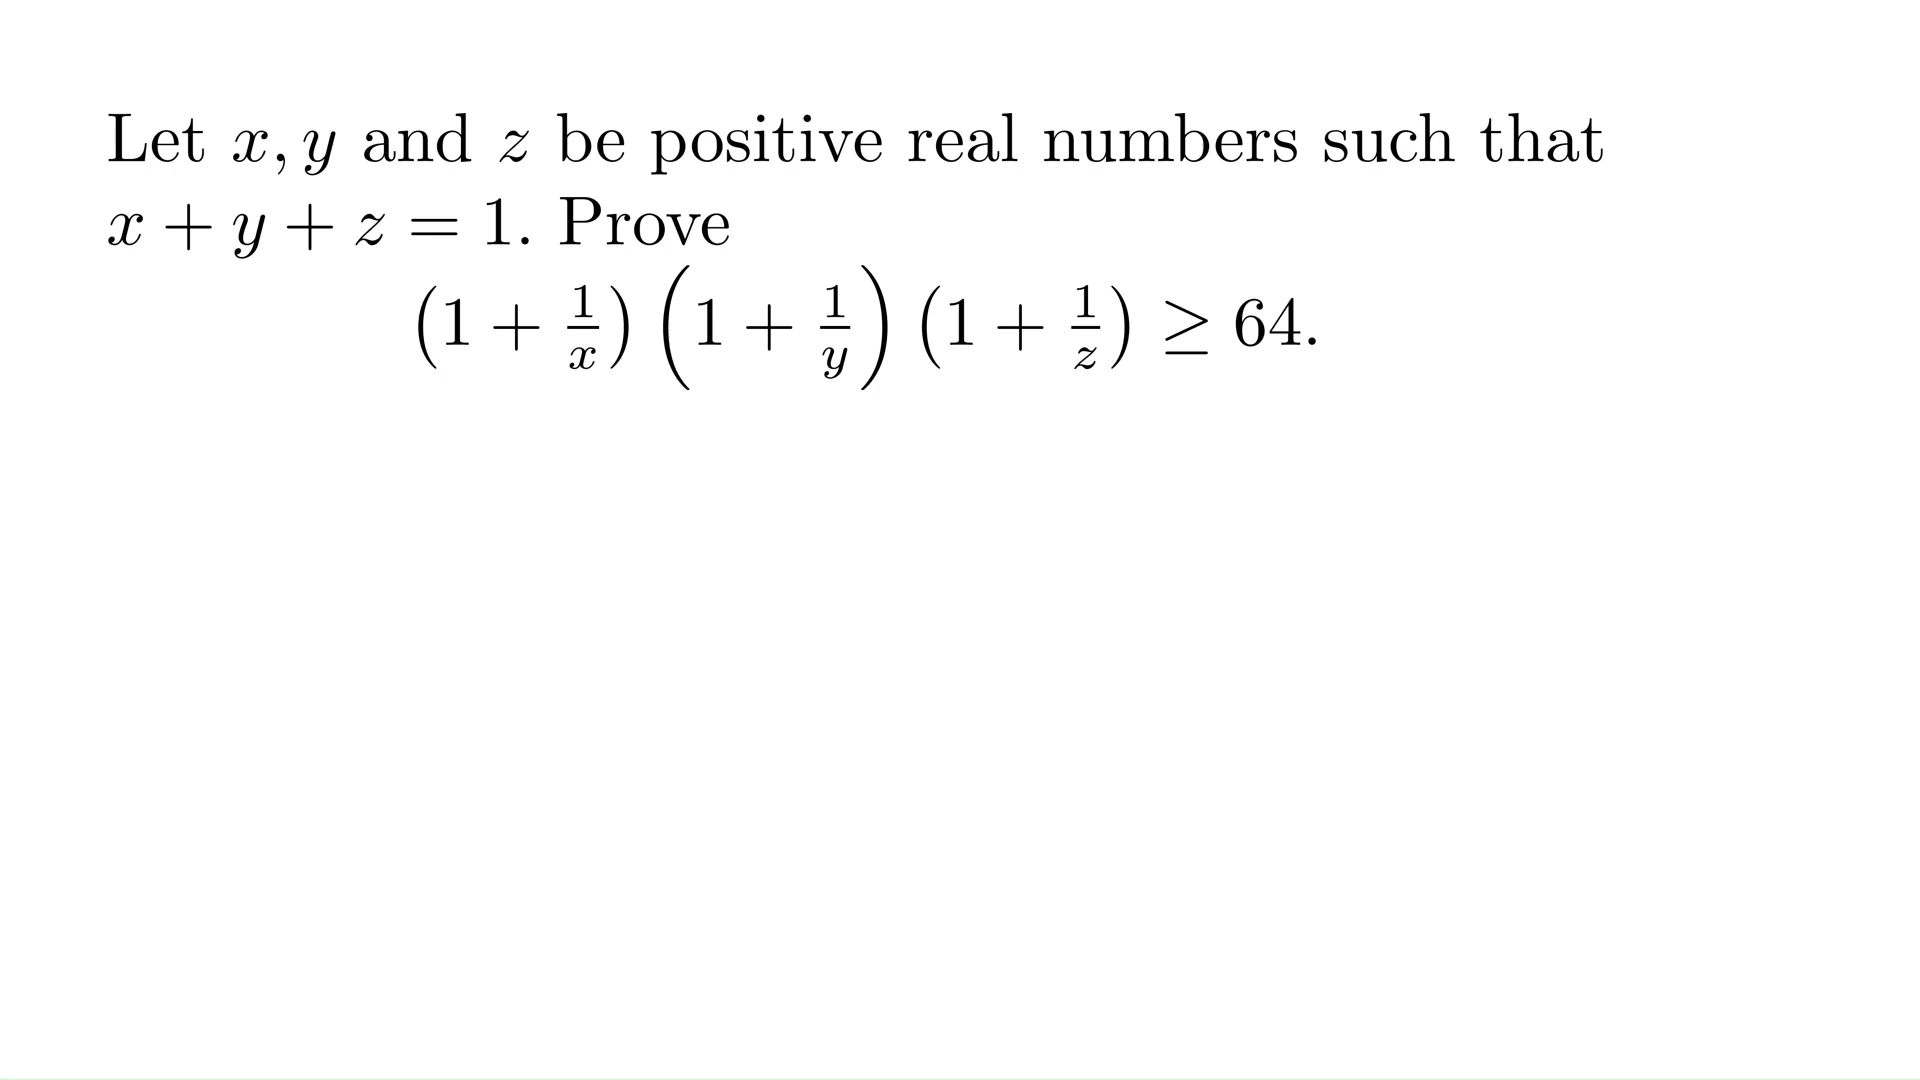 Let x, y and z be positive real numbers such that
x + y + z = 1. Prove
(1 + 1/x) (1 + 1/y) (1 + 1/z) ≥ 64.